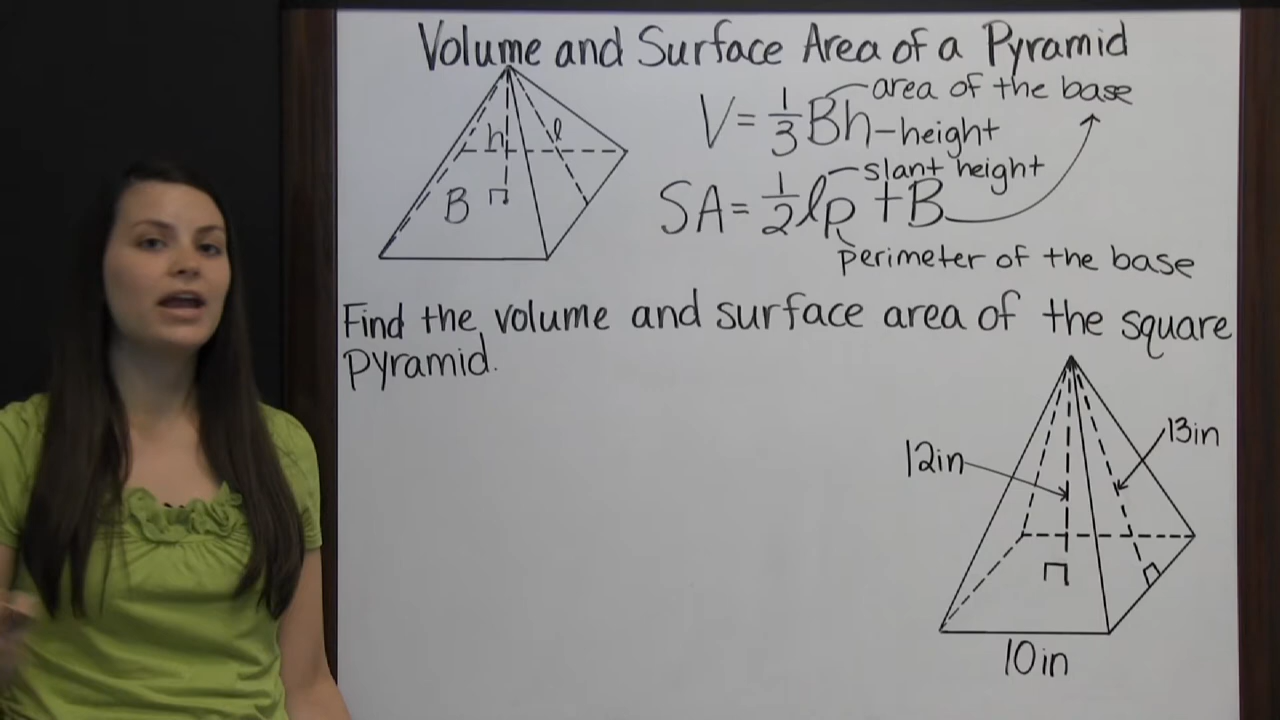 Volume and Surface Area of a Pyramid
h
l
B
V = 1/3 Bh
area of the base
height
SA = 1/2 lp + B
slant height
perimeter of the base
Find the volume and surface area of the square
pyramid.
12in
13in
10in